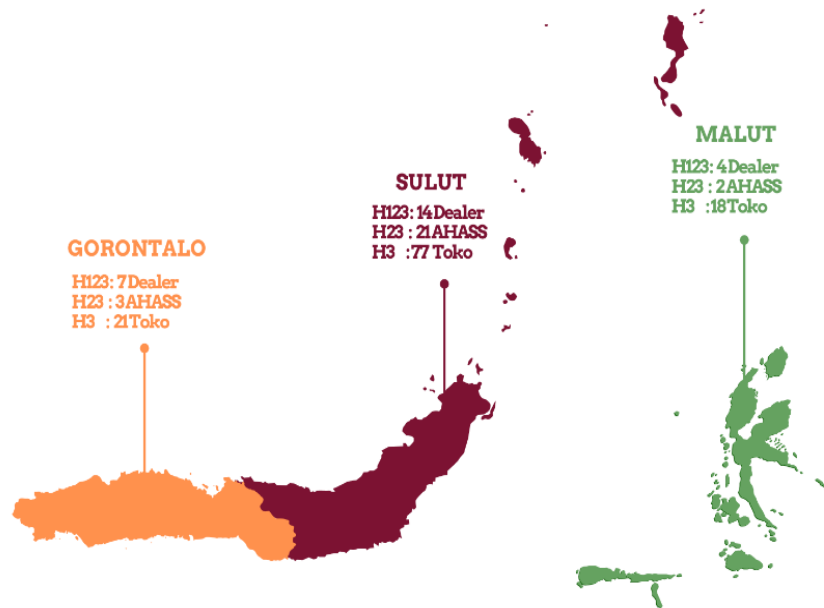 MALUT
H123: 4 Dealer
H23 : 2 AHASS
H3 : 18 Toko
SULUT
H123: 14 Dealer
H23 : 21 AHASS
H3 : 77 Toko
GORONTALO
H123: 7 Dealer
H23 : 3 AHASS
H3 : 21 Toko